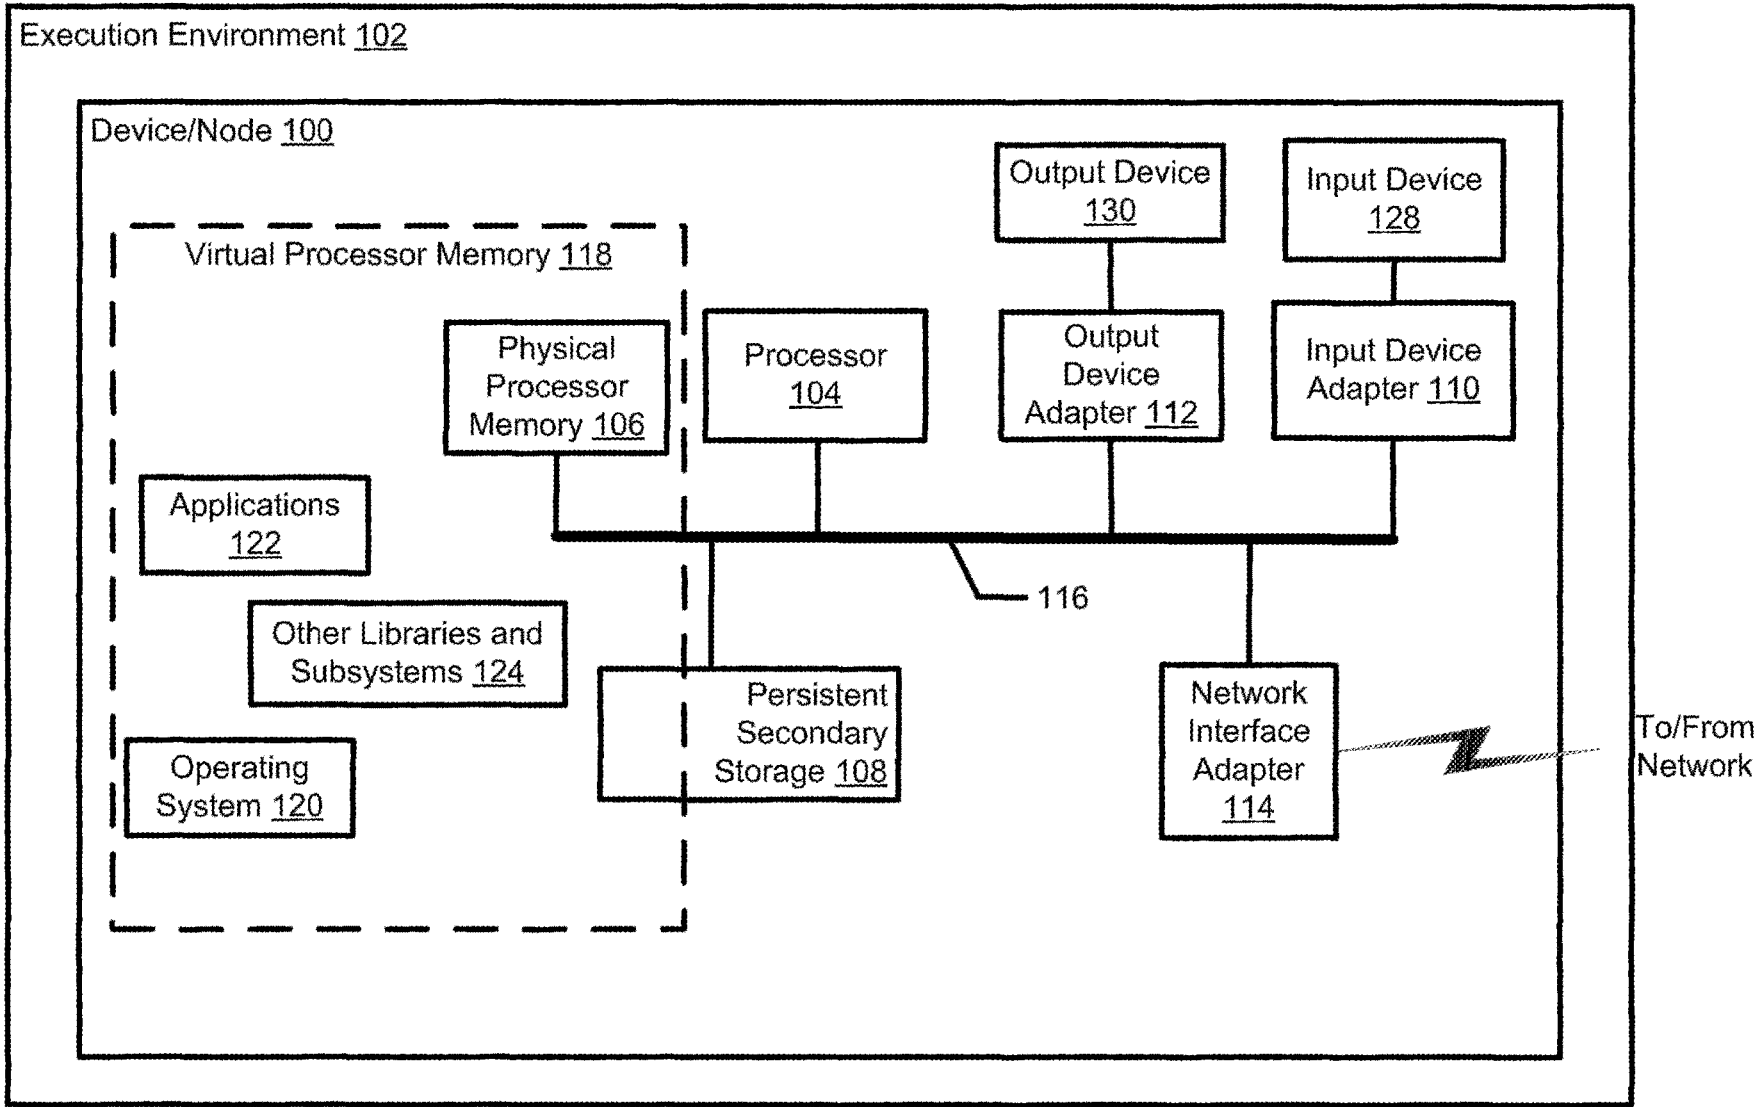 Execution Environment 102
Device/Node 100
Output Device
130
Input Device
128
Virtual Processor Memory 118
Physical
Processor
Memory 106
Processor
104
Output
Device
Adapter 112
Input Device
Adapter 110
Applications
122
116
Other Libraries and
Subsystems 124
Persistent
Secondary
Storage 108
Network
Interface
Adapter
114
To/From
Network
Operating
System 120